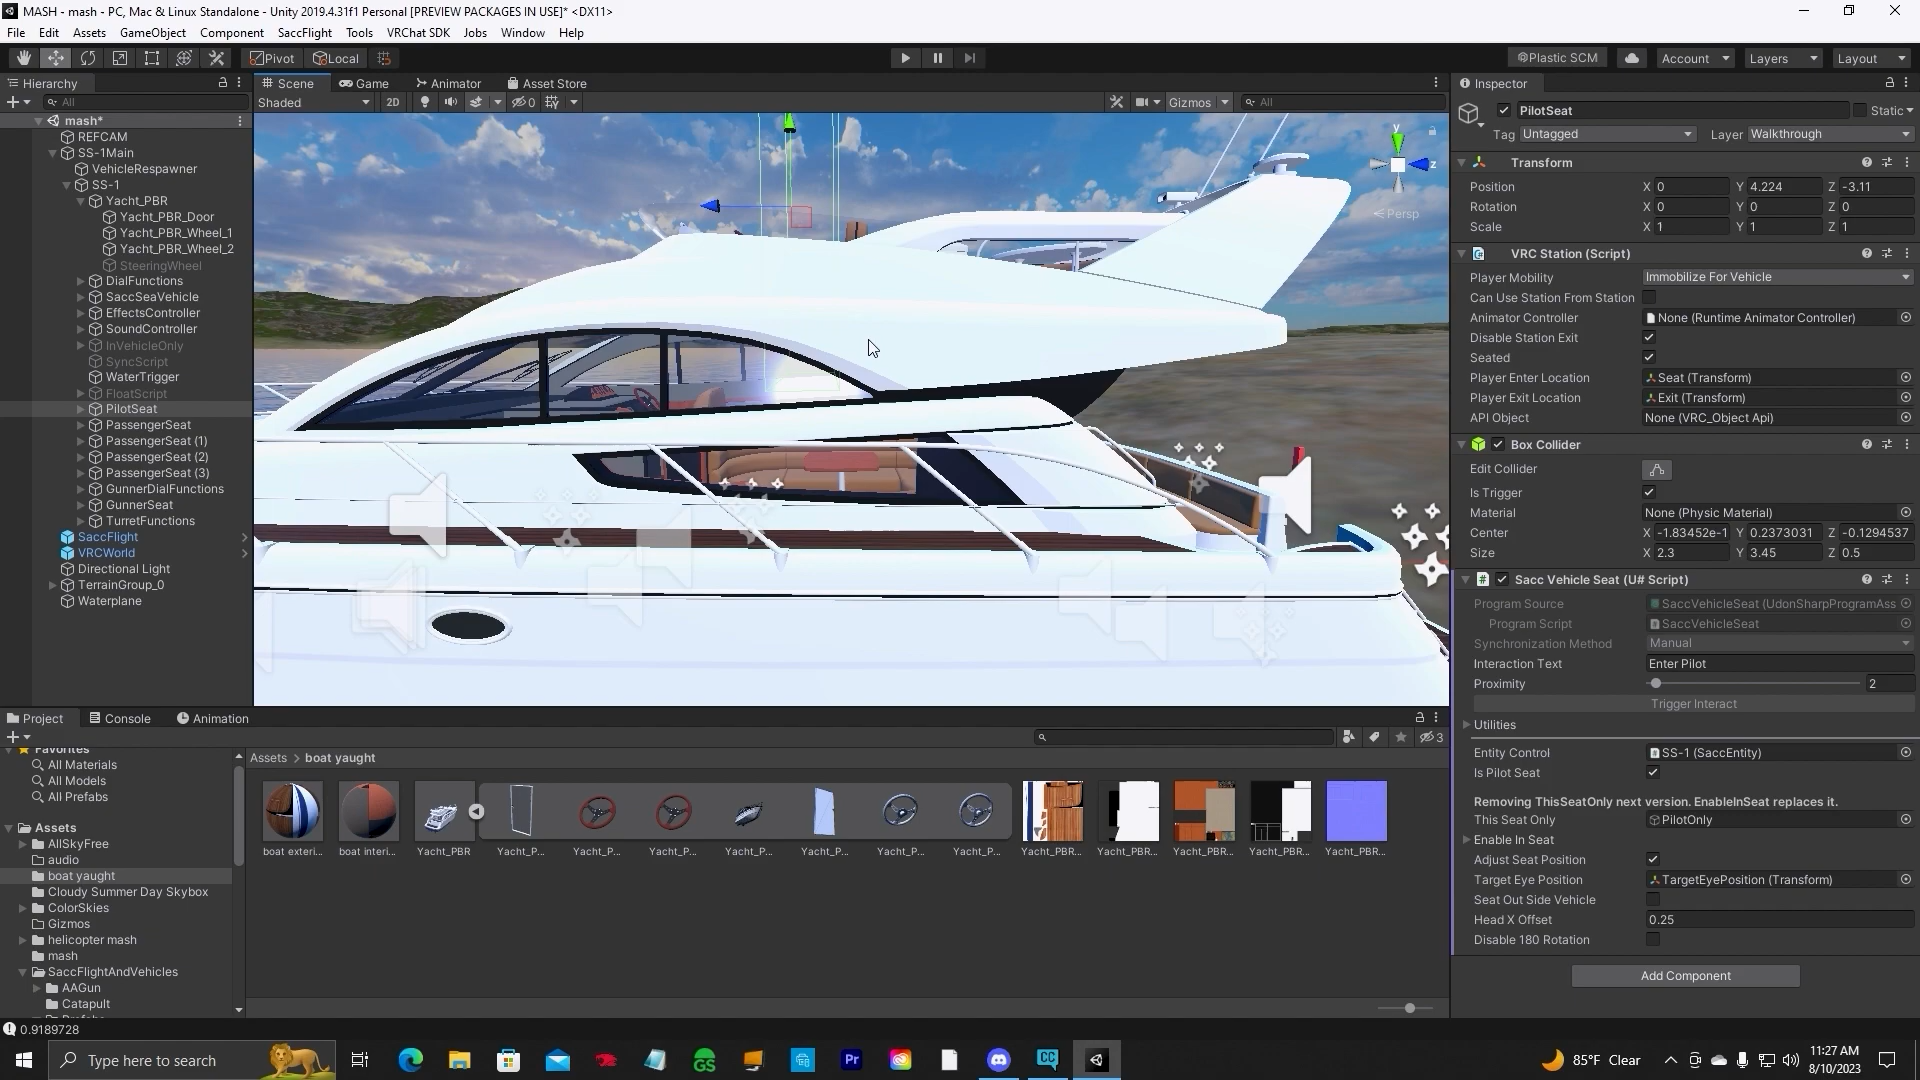 MASH - mash - PC, Mac & Linux Standalone - Unity 2019.4.31f1 Personal [PREVIEW PACKAGES IN USE]* <DX11>
File Edit Assets GameObject Component SaccFlight Tools VRChat SDK Jobs Window Help
Pivot Local Plastic SCM Account Layers Layout
Hierarchy
All
mash*
REFCAM
SS-1Main
VehicleRespawner
SS-1
Yacht_PBR
Yacht_PBR_Door
Yacht_PBR_Wheel_1
Yacht_PBR_Wheel_2
SteeringWheel
DialFunctions
SaccSeaVehicle
EffectsController
SoundController
InVehicleOnly
SyncScript
WaterTrigger
FloatScript
PilotSeat
PassengerSeat
PassengerSeat (1)
PassengerSeat (2)
PassengerSeat (3)
GunnerDialFunctions
GunnerSeat
TurretFunctions
SaccFlight
VRCWorld
Directional Light
TerrainGroup_0
Waterplane
Scene Game Animator Asset Store
Shaded 2D 0 Gizmos All
y
z
Persp
Inspector
PilotSeat Static
Tag Untagged Layer Walkthrough
Transform
Position X 0 Y 4.224 Z -3.11
Rotation X 0 Y 0 Z 0
Scale X 1 Y 1 Z 1
VRC Station (Script)
Player Mobility Immobilize For Vehicle
Can Use Station From Station
Animator Controller None (Runtime Animator Controller)
Disable Station Exit
Seated
Player Enter Location Seat (Transform)
Player Exit Location Exit (Transform)
API Object None (VRC_Object Api)
Box Collider
Edit Collider
Is Trigger
Material None (Physic Material)
Center X -1.83452e-1 Y 0.2373031 Z -0.1294537
Size X 2.3 Y 3.45 Z 0.5
Sacc Vehicle Seat (U# Script)
Program Source SaccVehicleSeat (UdonSharpProgramAss
Program Script SaccVehicleSeat
Synchronization Method Manual
Interaction Text Enter Pilot
Proximity 2
Trigger Interact
Utilities
Entity Control SS-1 (SaccEntity)
Is Pilot Seat
Removing ThisSeatOnly next version. EnableInSeat replaces it.
This Seat Only PilotOnly
Enable In Seat
Adjust Seat Position
Target Eye Position TargetEyePosition (Transform)
Seat Out Side Vehicle
Head X Offset 0.25
Disable 180 Rotation
Add Component
Project Console Animation
3
Favorites
All Materials
All Models
All Prefabs
Assets
AllSkyFree
audio
boat yaught
Cloudy Summer Day Skybox
ColorSkies
Gizmos
helicopter mash
mash
SaccFlightAndVehicles
AAGun
Catapult
Assets > boat yaught
boat exteri... boat interi... Yacht_PBR Yacht_P... Yacht_P... Yacht_P... Yacht_P... Yacht_P... Yacht_P... Yacht_P... Yacht_PBR... Yacht_PBR... Yacht_PBR... Yacht_PBR... Yacht_PBR...
0.9189728
Type here to search
GS
Pr
CC
85°F Clear
11:27 AM
8/10/2023